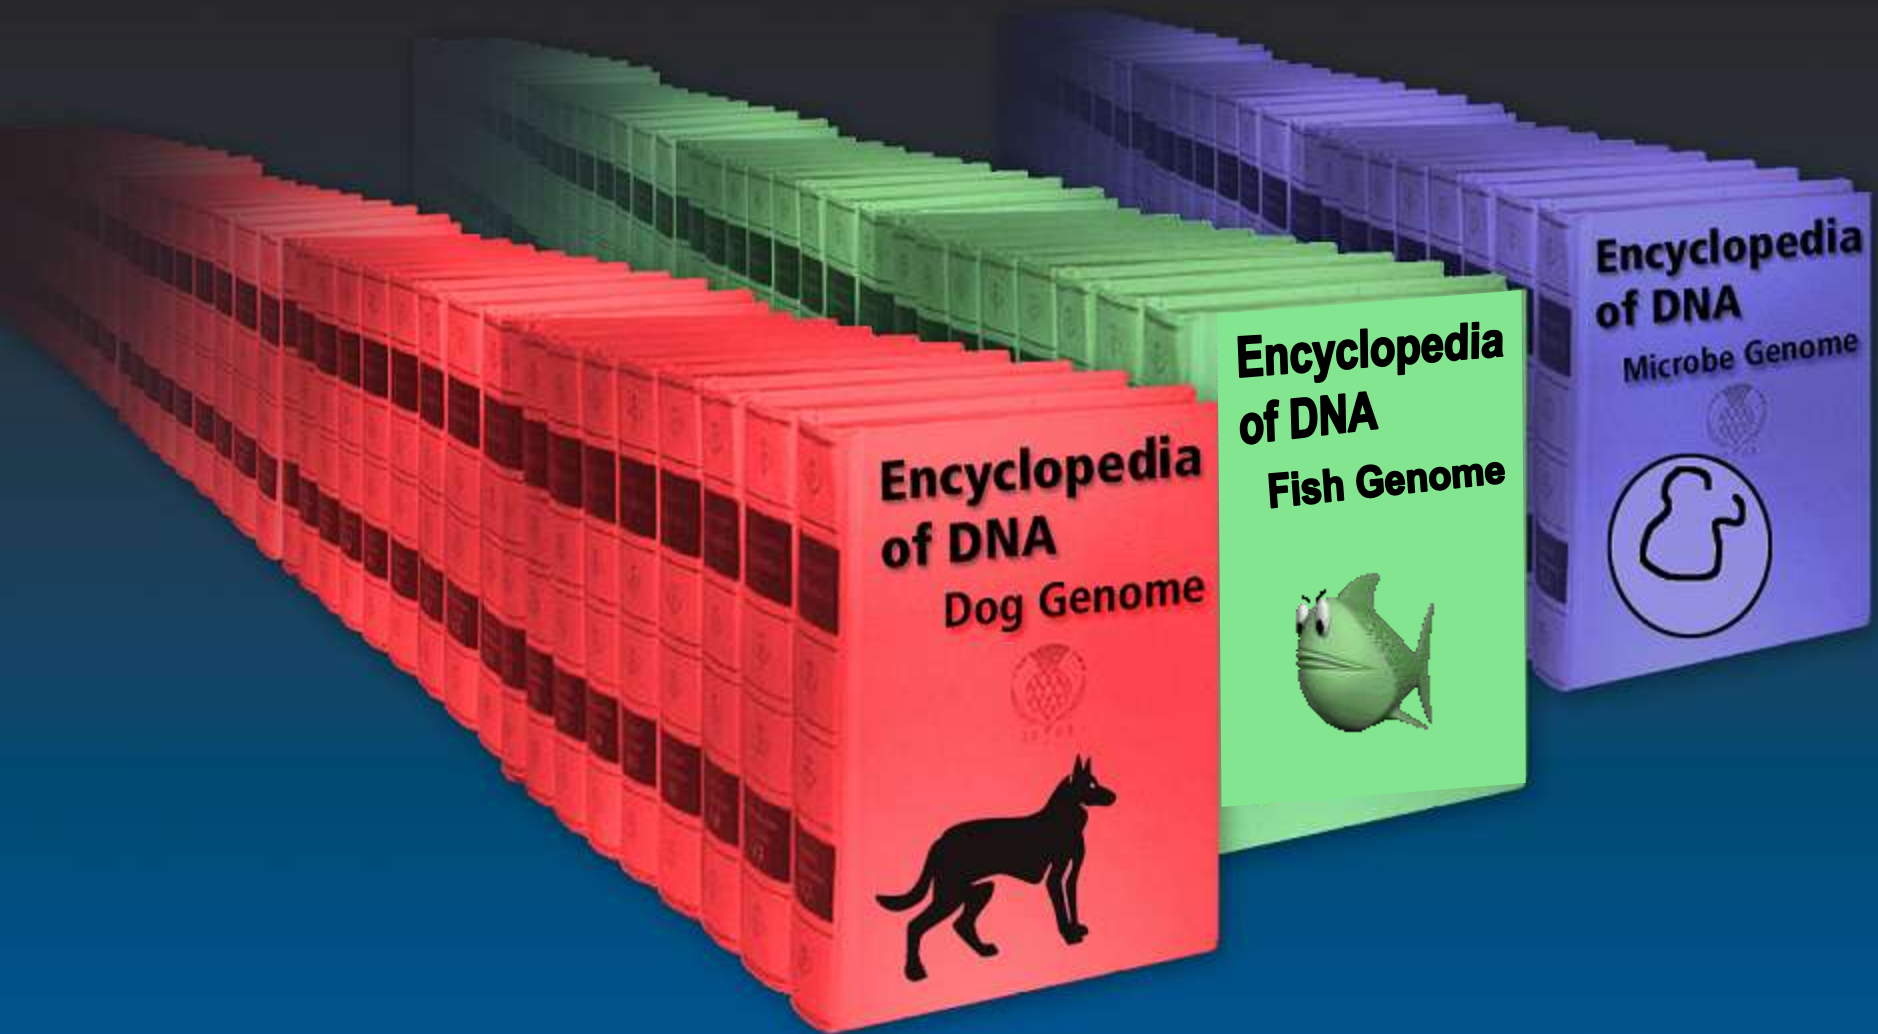 Encyclopedia
of DNA
Dog Genome
Encyclopedia
of DNA
Fish Genome
Encyclopedia
of DNA
Microbe Genome